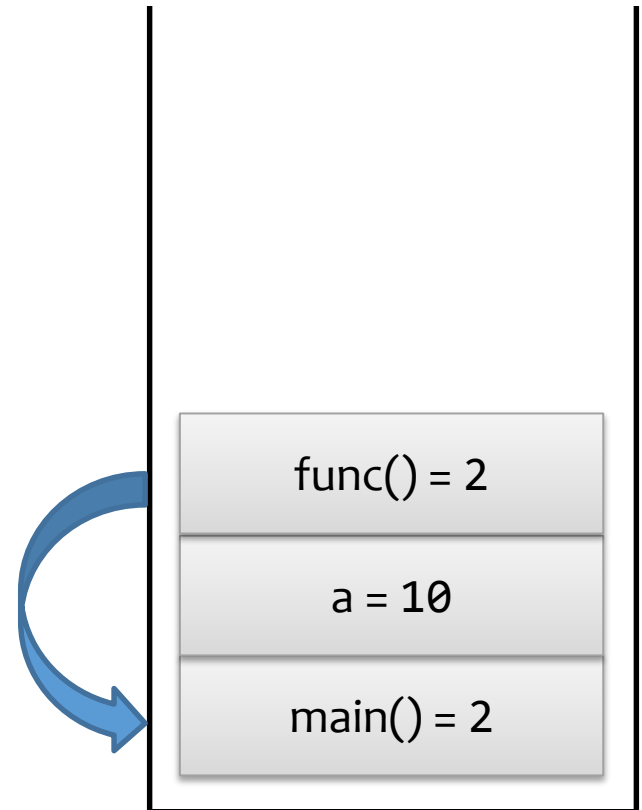 func() = 2
a = 10
main() = 2